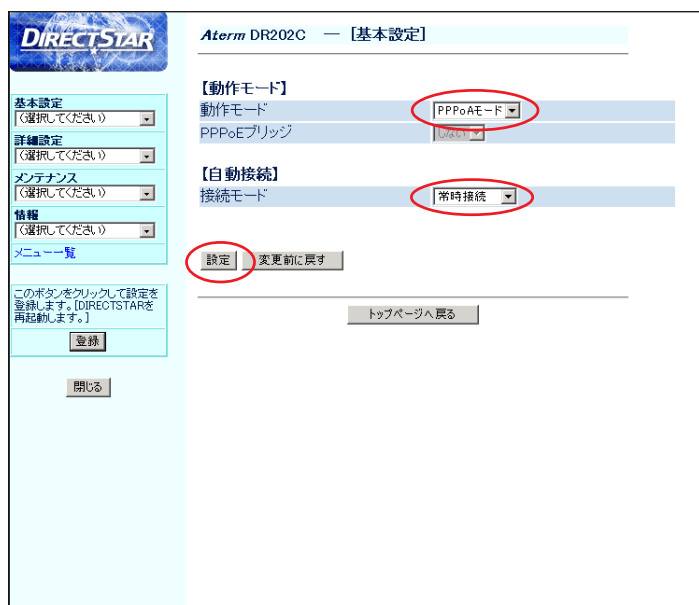 DIRECTSTAR
Aterm DR202C ― [基本設定]
基本設定
(選択してください)
詳細設定
(選択してください)
メンテナンス
(選択してください)
情報
(選択してください)
メニュー一覧
このボタンをクリックして設定を
登録します。[DIRECTSTARを
再起動します。]
登録
閉じる
【動作モード】
動作モード PPPoAモード
PPPoEブリッジ しない
【自動接続】
接続モード 常時接続
設定 変更前に戻す
トップページへ戻る